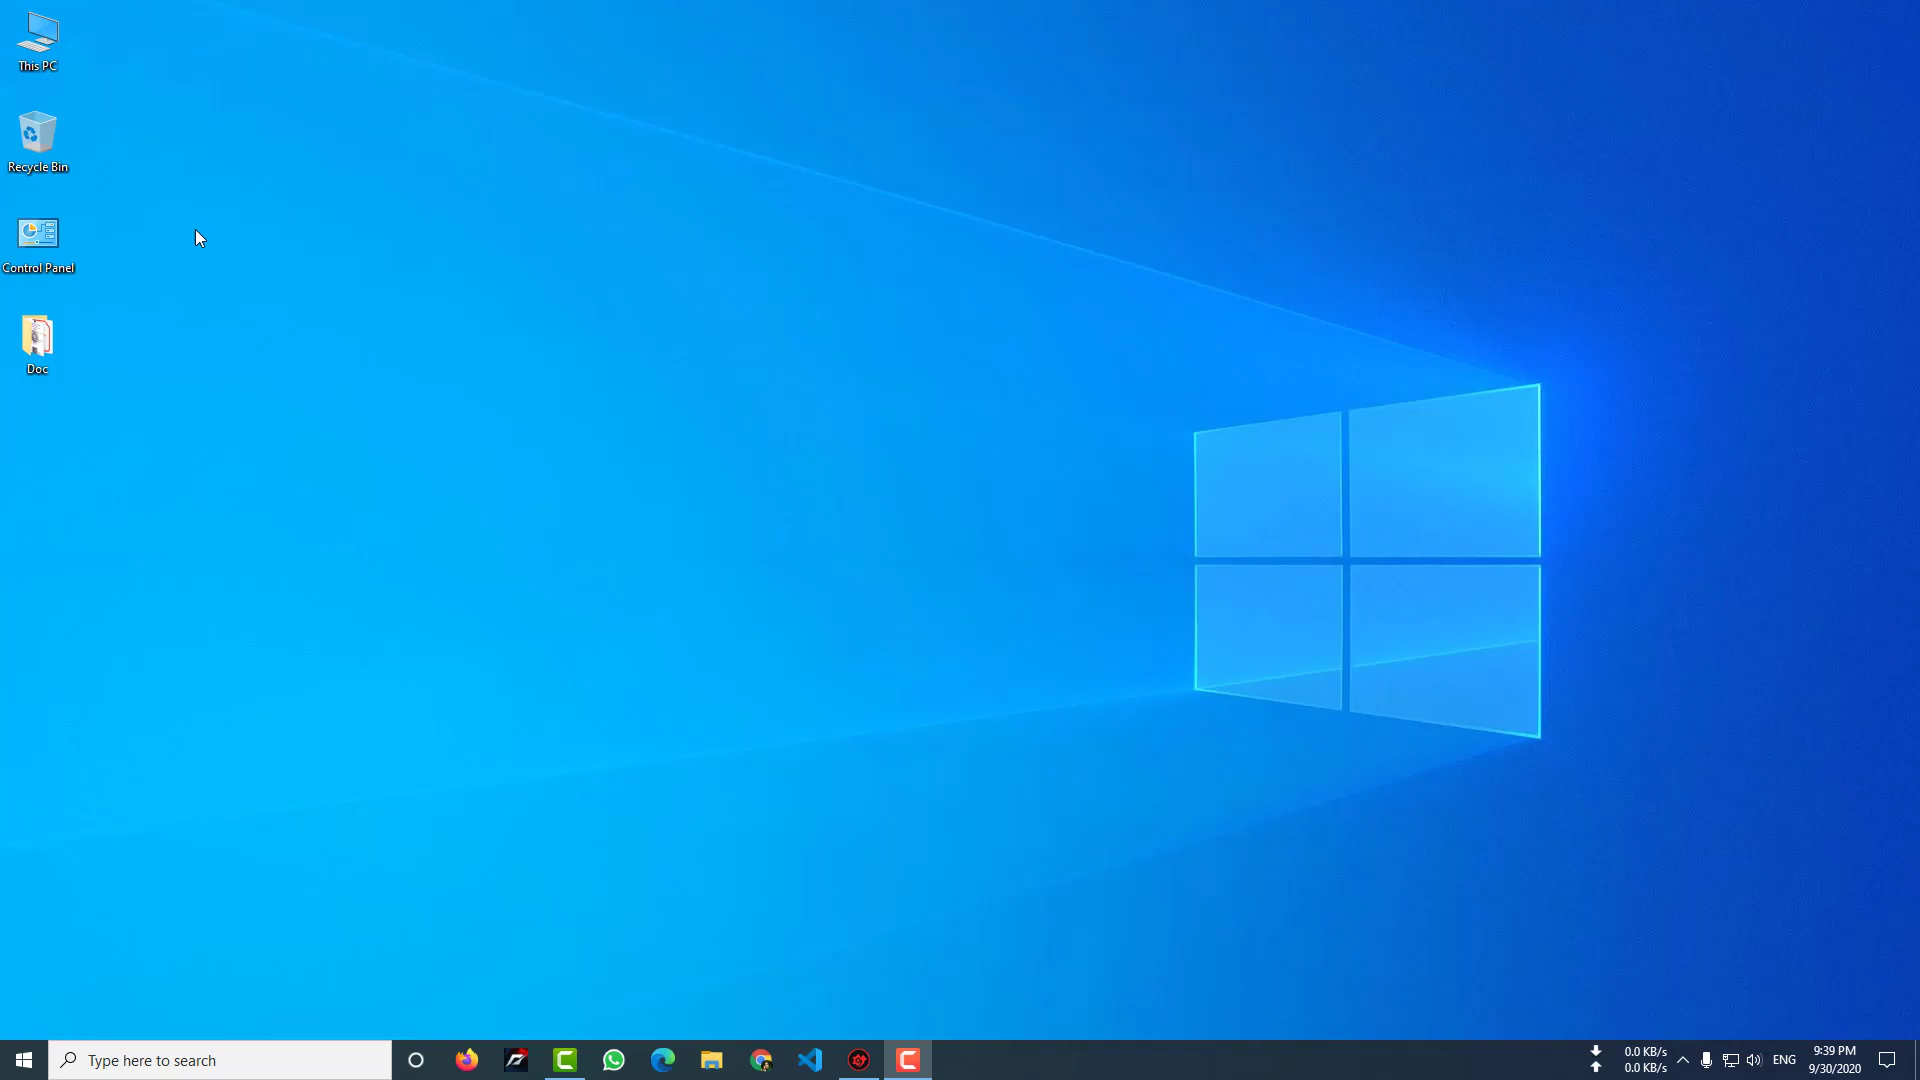 This PC
Recycle Bin
Control Panel
Doc
Type here to search
0.0 KB/s
0.0 KB/s
ENG
9:39 PM
9/30/2020